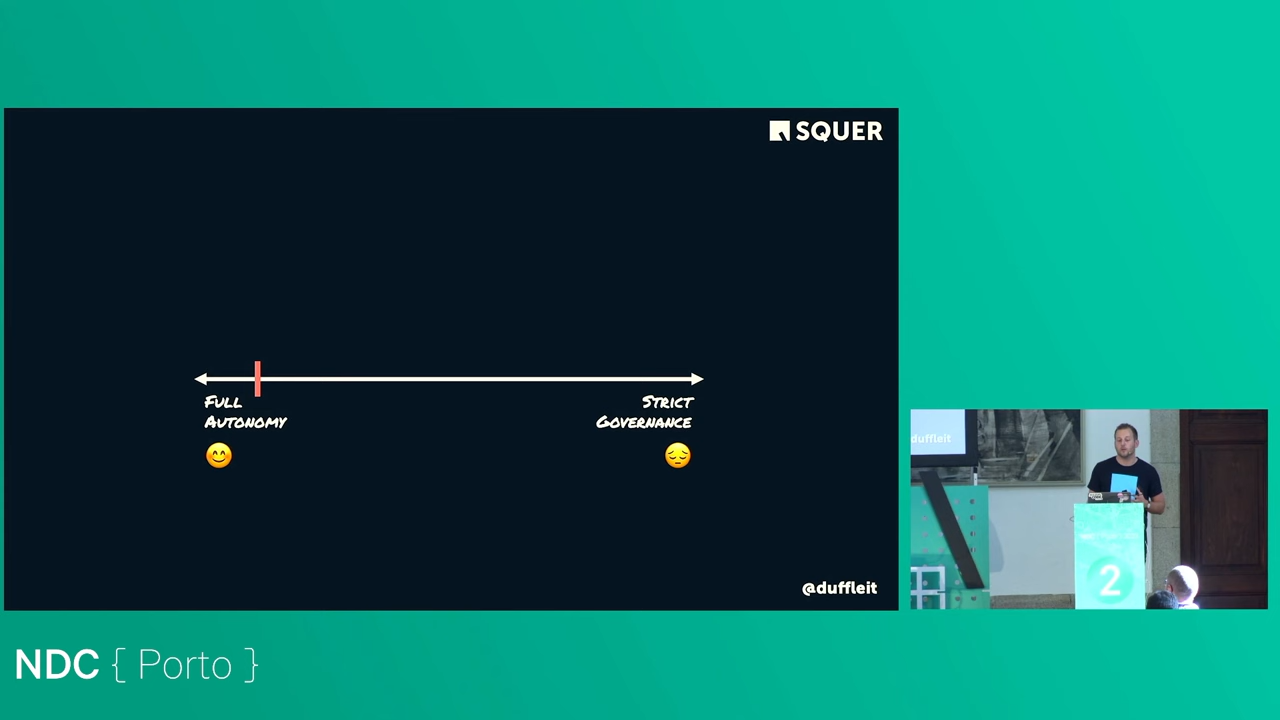 SQUER
FULL
AUTONOMY
STRICT
GOVERNANCE
@duffleit
duffleit
2
NDC { Porto }